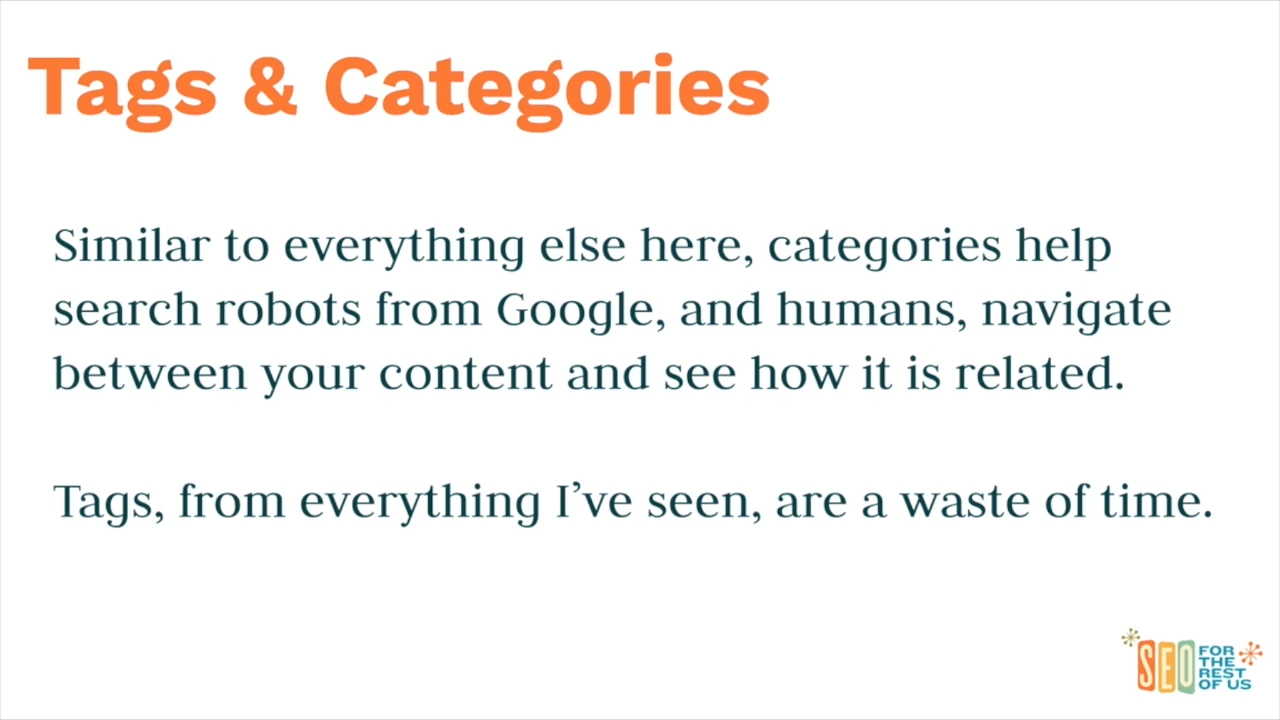 Tags & Categories
Similar to everything else here, categories help
search robots from Google, and humans, navigate
between your content and see how it is related.
Tags, from everything I’ve seen, are a waste of time.
SEO
FOR
THE
REST
OF US